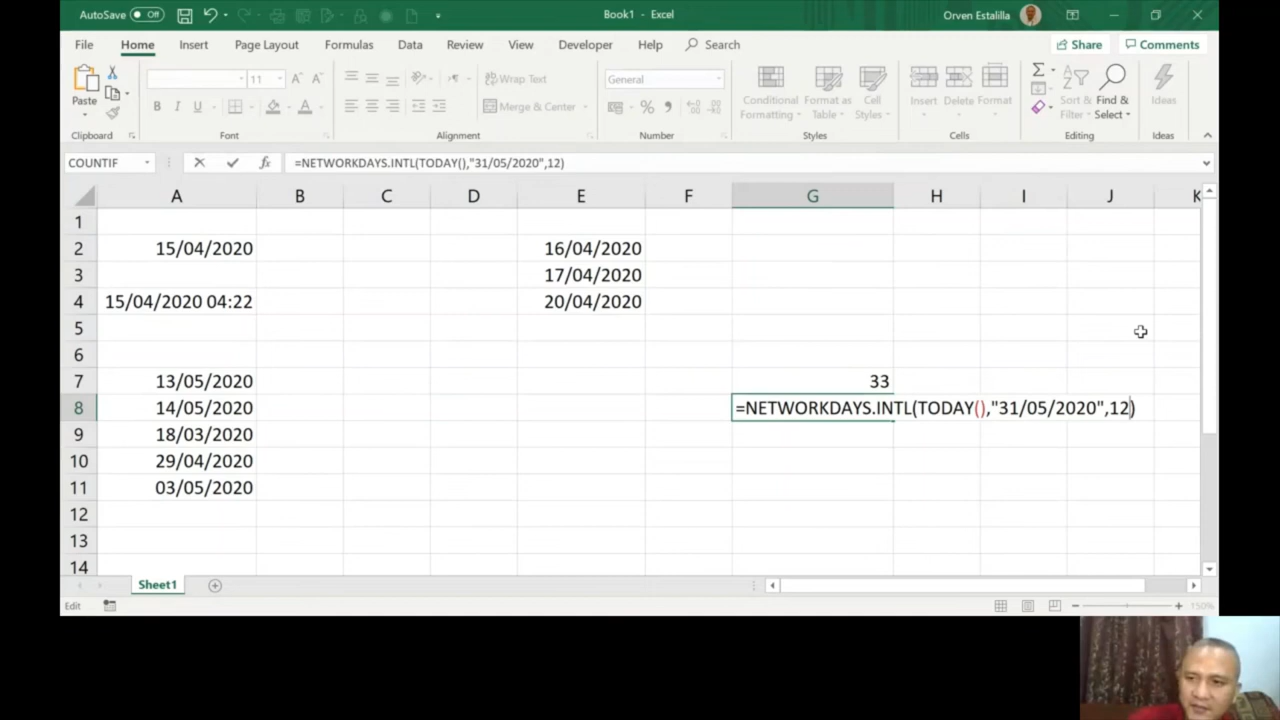 AutoSave Off Book1 - Excel Orven Estalilla
File Home Insert Page Layout Formulas Data Review View Developer Help Search Share Comments
11 Wrap Text General
Paste Merge & Center Conditional Formatting Format as Table Cell Styles Insert Delete Format Sort & Filter Find & Select Ideas
Clipboard Font Alignment Number Styles Cells Editing Ideas
COUNTIF =NETWORKDAYS.INTL(TODAY(),"31/05/2020",12)
A B C D E F G H I J K
1
2 15/04/2020 16/04/2020
3 17/04/2020
4 15/04/2020 04:22 20/04/2020
5
6
7 13/05/2020 33
8 14/05/2020 =NETWORKDAYS.INTL(TODAY(),"31/05/2020",12)
9 18/03/2020
10 29/04/2020
11 03/05/2020
12
13
14
Sheet1
Edit 150%